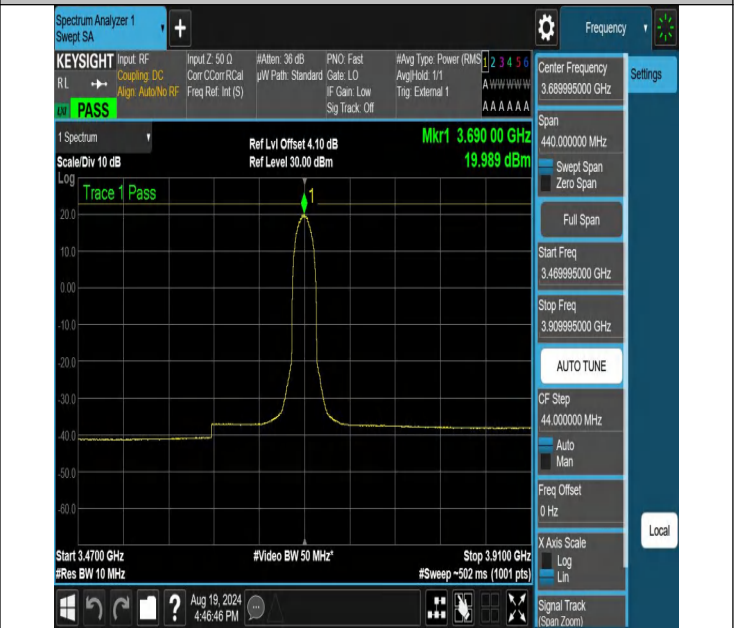 Spectrum Analyzer 1
Swept SA
+
Frequency
KEYSIGHT
RL
PASS
Input: RF
Coupling: DC
Align: Auto/No RF
Input Z: 50 Ω
Corr CCorr RCal
Freq Ref: Int (S)
#Atten: 36 dB
µW Path: Standard
PNO: Fast
Gate: LO
IF Gain: Low
Sig Track: Off
#Avg Type: Power (RMS
Avg|Hold: 1/1
Trig: External 1
1 2 3 4 5 6
A W W W W W
A A A A A A
1 Spectrum
Scale/Div 10 dB
Log
Ref Lvl Offset 4.10 dB
Ref Level 30.00 dBm
Mkr1 3.690 00 GHz
19.989 dBm
Trace 1 Pass
1
20.0
10.0
0.00
-10.0
-20.0
-30.0
-40.0
-50.0
-60.0
Start 3.4700 GHz
#Res BW 10 MHz
#Video BW 50 MHz*
Stop 3.9100 GHz
#Sweep ~502 ms (1001 pts)
Center Frequency
3.689995000 GHz
Settings
Span
440.000000 MHz
Swept Span
Zero Span
Full Span
Start Freq
3.469995000 GHz
Stop Freq
3.909995000 GHz
AUTO TUNE
CF Step
44.000000 MHz
Auto
Man
Freq Offset
0 Hz
X Axis Scale
Log
Lin
Local
Signal Track
(Span Zoom)
?
Aug 19, 2024
4:46:46 PM